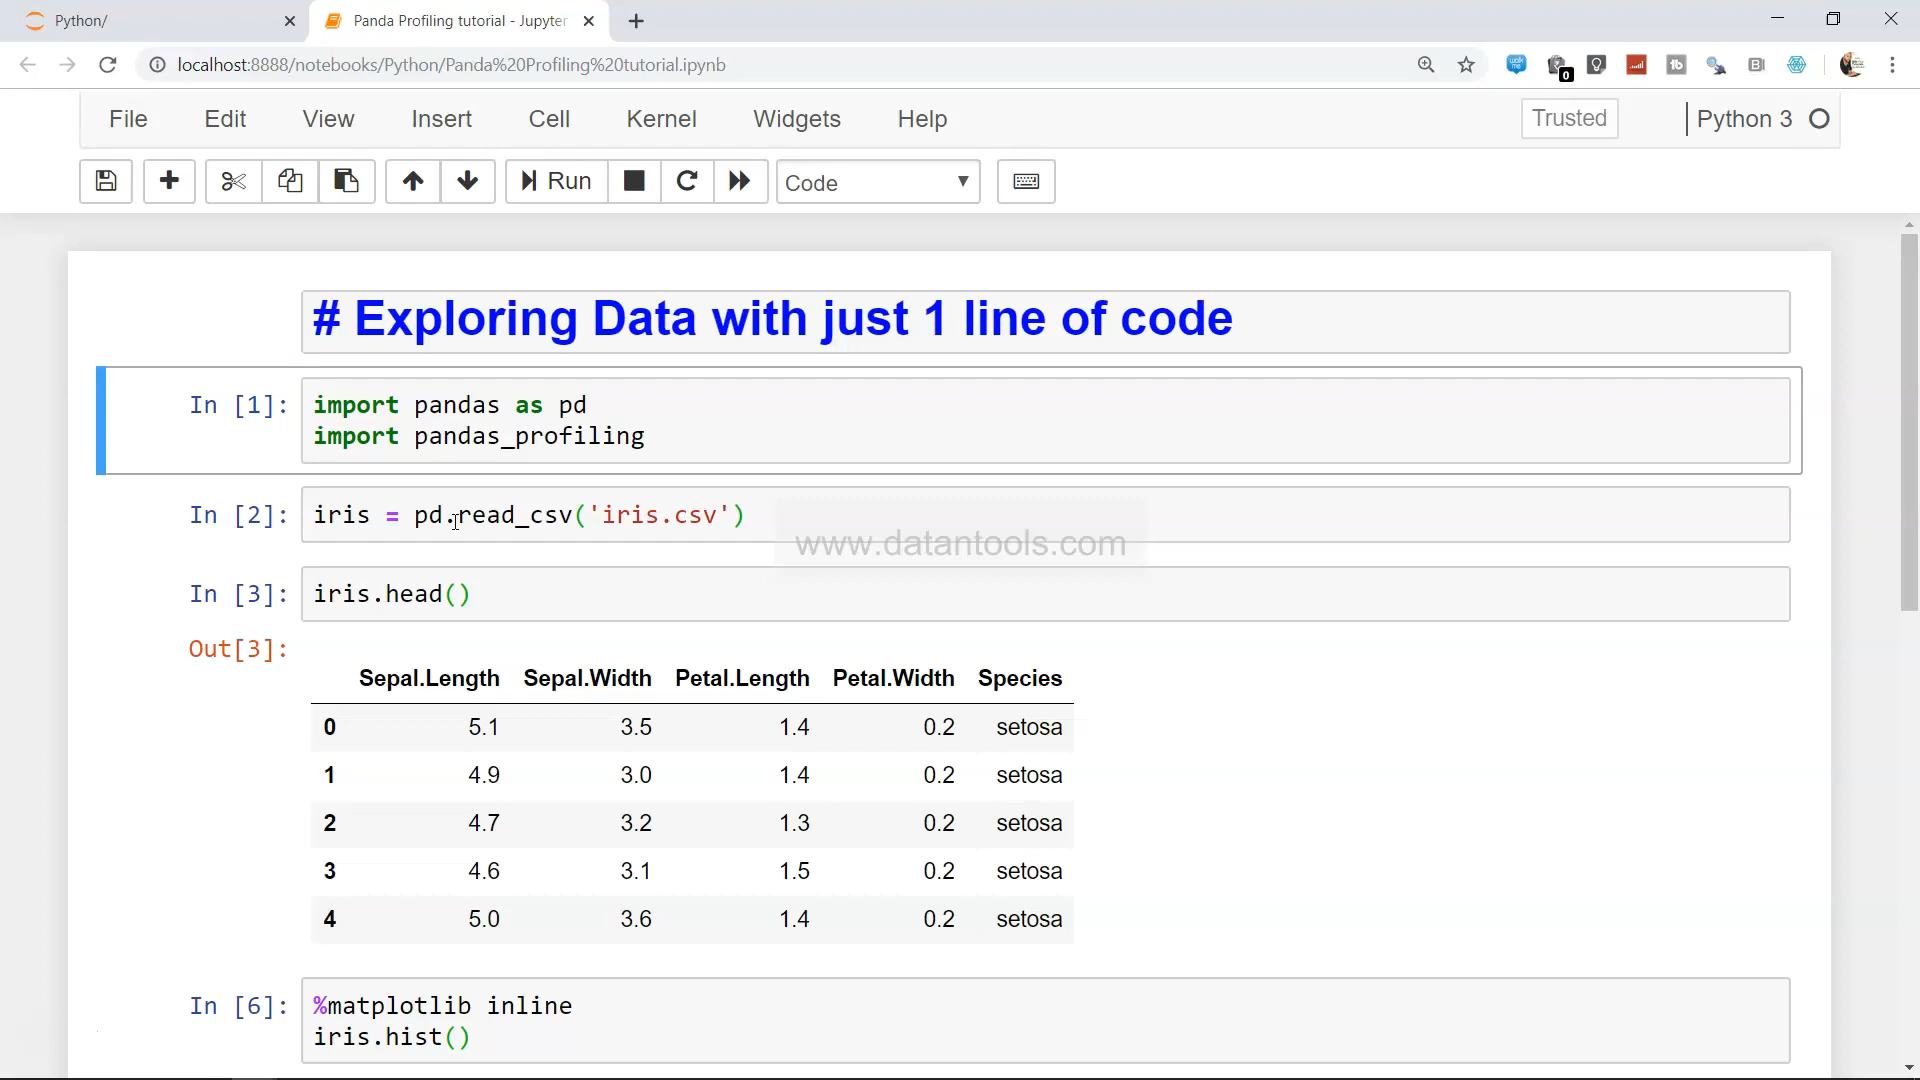 Python/
Panda Profiling tutorial - Jupyter
localhost:8888/notebooks/Python/Panda%20Profiling%20tutorial.ipynb
0
File Edit View Insert Cell Kernel Widgets Help Trusted Python 3
Run Code
# Exploring Data with just 1 line of code
In [1]: import pandas as pd
import pandas_profiling
In [2]: iris = pd.read_csv('iris.csv')
www.datantools.com
In [3]: iris.head()
Out[3]:
Sepal.Length Sepal.Width Petal.Length Petal.Width Species
0 5.1 3.5 1.4 0.2 setosa
1 4.9 3.0 1.4 0.2 setosa
2 4.7 3.2 1.3 0.2 setosa
3 4.6 3.1 1.5 0.2 setosa
4 5.0 3.6 1.4 0.2 setosa
In [6]: %matplotlib inline
iris.hist()